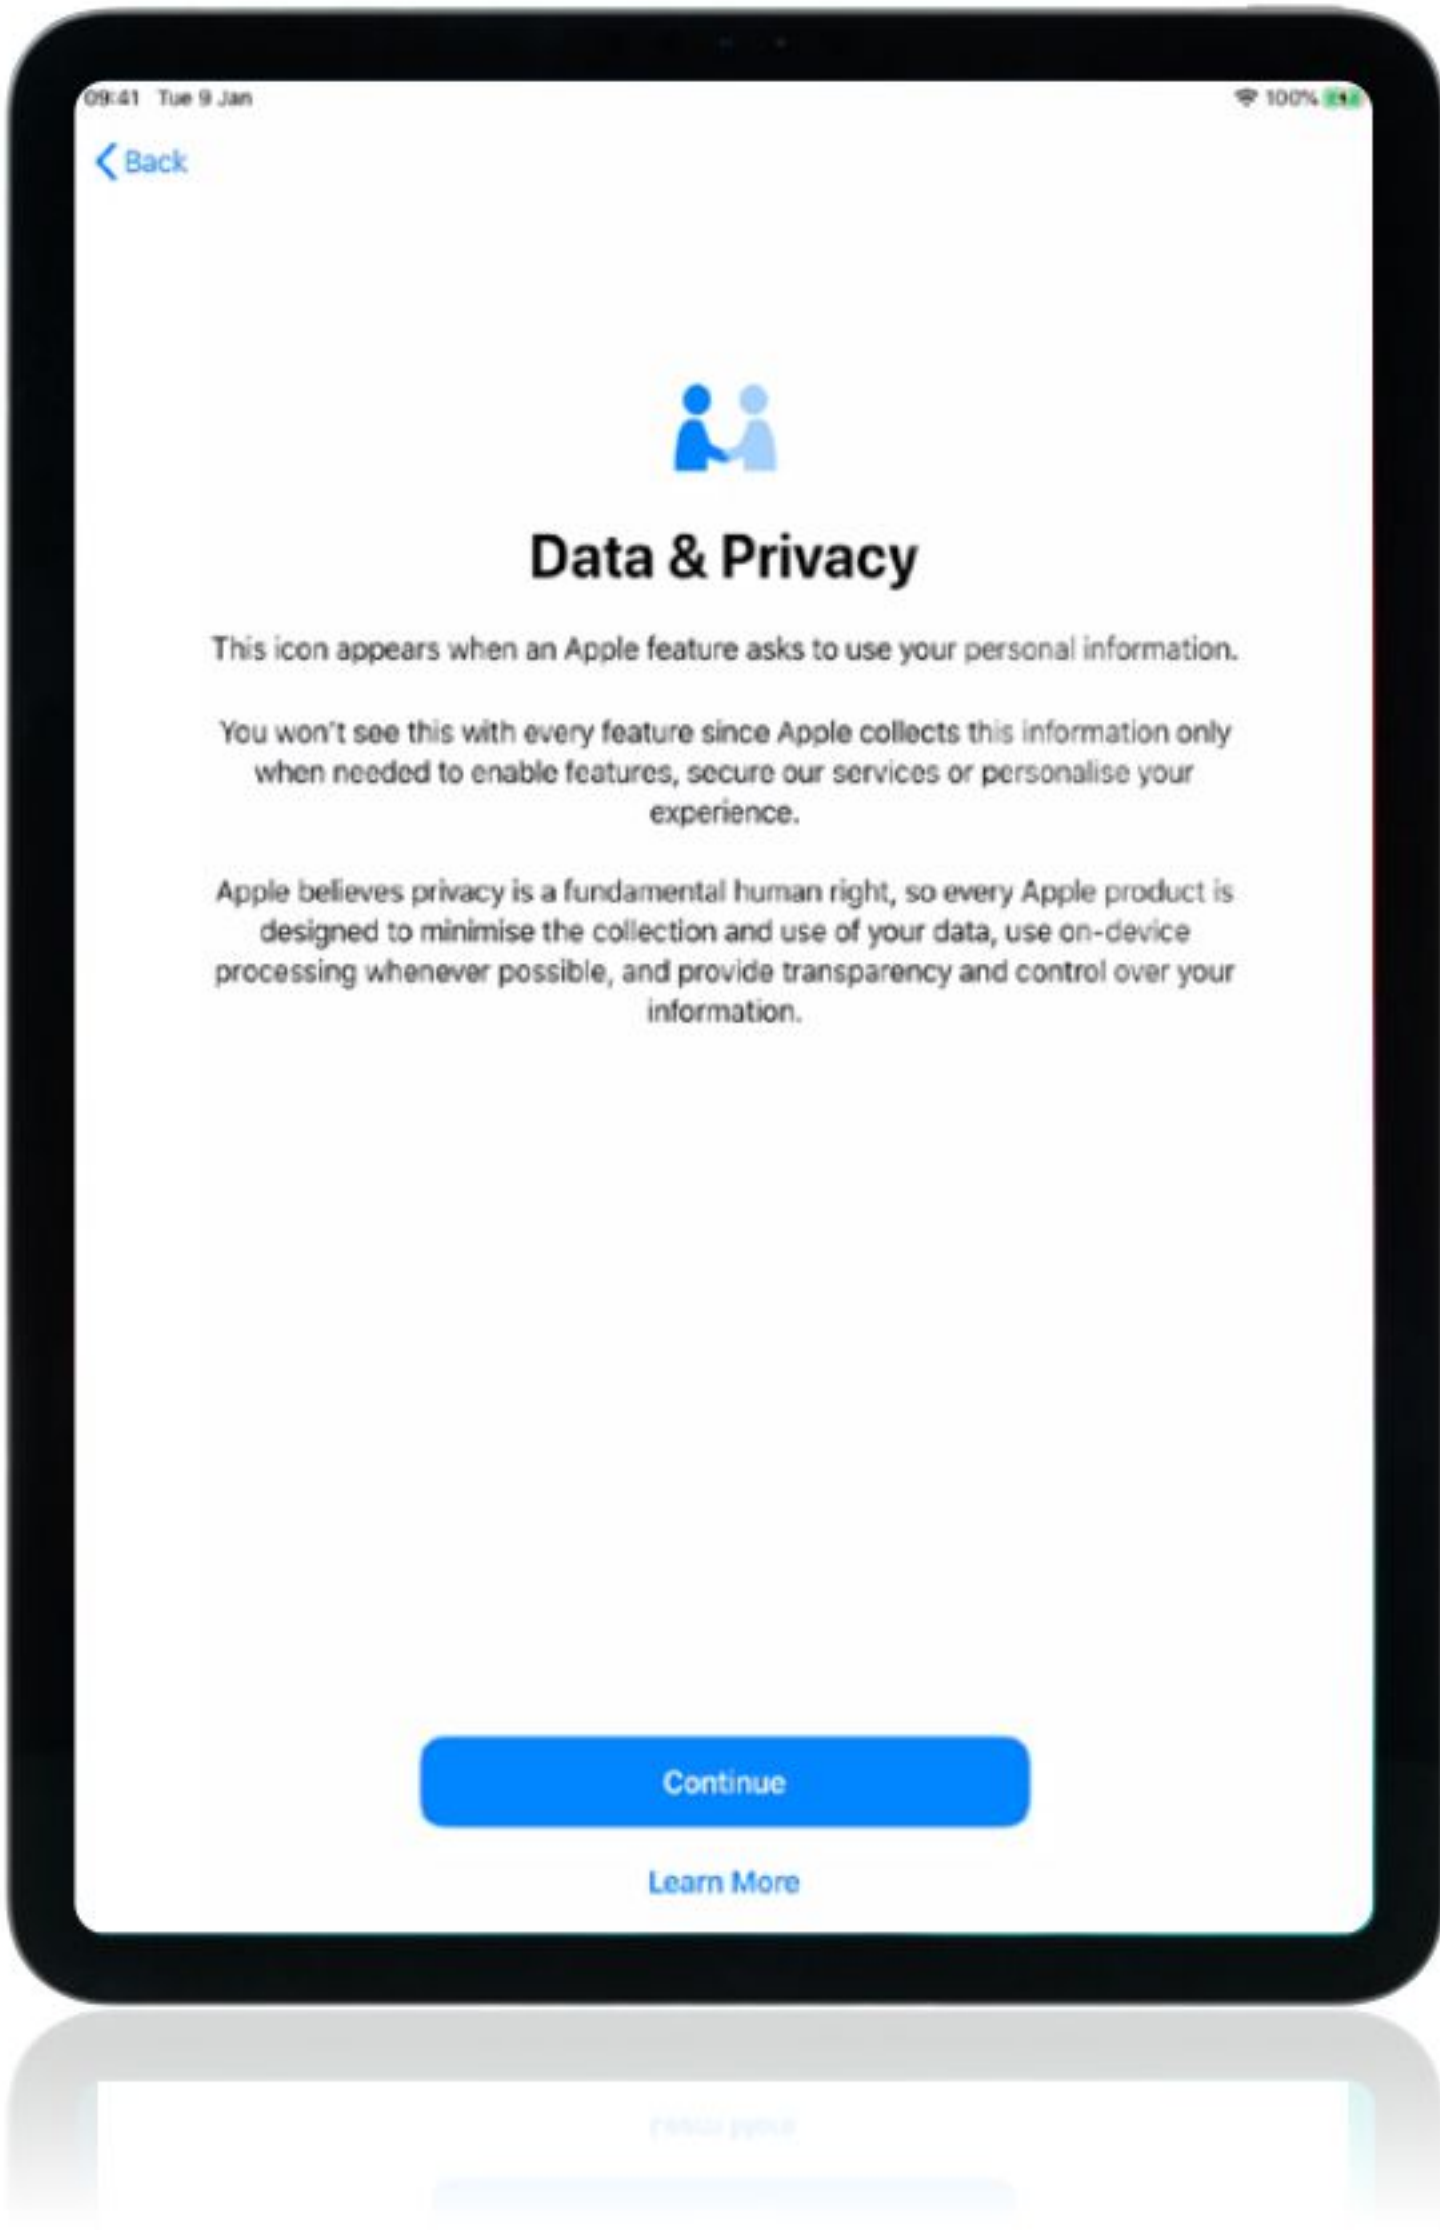 09:41 Tue 9 Jan
100%
Back
Data & Privacy
This icon appears when an Apple feature asks to use your personal information.
You won't see this with every feature since Apple collects this information only
when needed to enable features, secure our services or personalise your
experience.
Apple believes privacy is a fundamental human right, so every Apple product is
designed to minimise the collection and use of your data, use on-device
processing whenever possible, and provide transparency and control over your
information.
Continue
Learn More